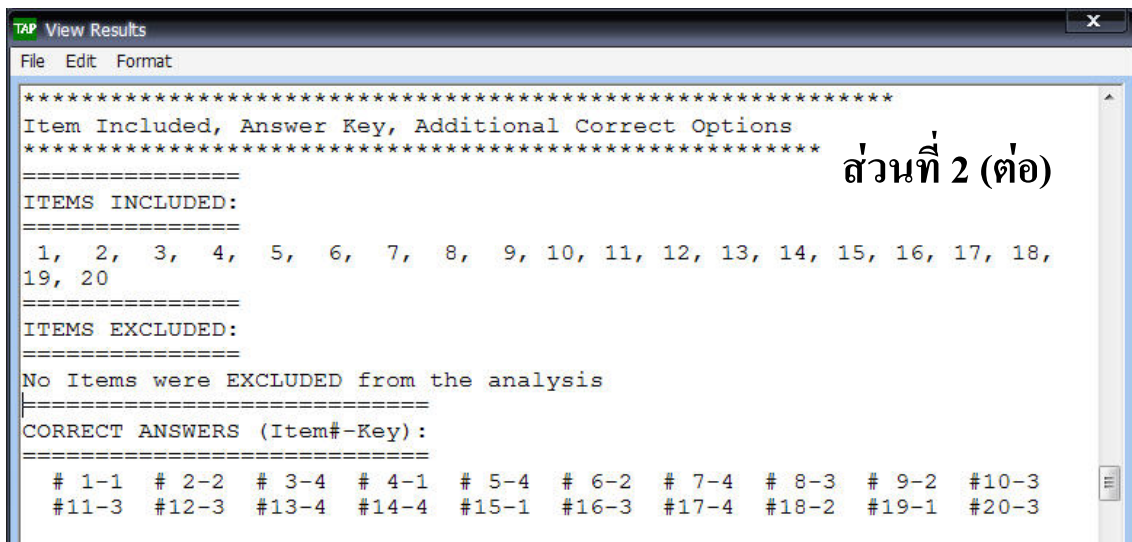 TAP View Results
X
File Edit Format
************************************************************
Item Included, Answer Key, Additional Correct Options
*******************************************************
ส่วนที่ 2 (ต่อ)
===============
ITEMS INCLUDED:
===============
1, 2, 3, 4, 5, 6, 7, 8, 9, 10, 11, 12, 13, 14, 15, 16, 17, 18,
19, 20
===============
ITEMS EXCLUDED:
===============
No Items were EXCLUDED from the analysis
============================
CORRECT ANSWERS (Item#-Key):
============================
# 1-1 # 2-2 # 3-4 # 4-1 # 5-4 # 6-2 # 7-4 # 8-3 # 9-2 #10-3
#11-3 #12-3 #13-4 #14-4 #15-1 #16-3 #17-4 #18-2 #19-1 #20-3